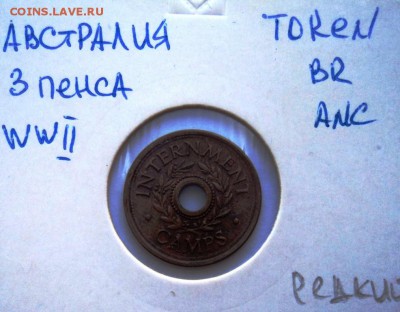 COINS.LAVE.RU
АВСТРАЛИЯ
3 ПЕНСА
WWII
TOKEN
BR
ANC
INTERNMENT
CAMPS